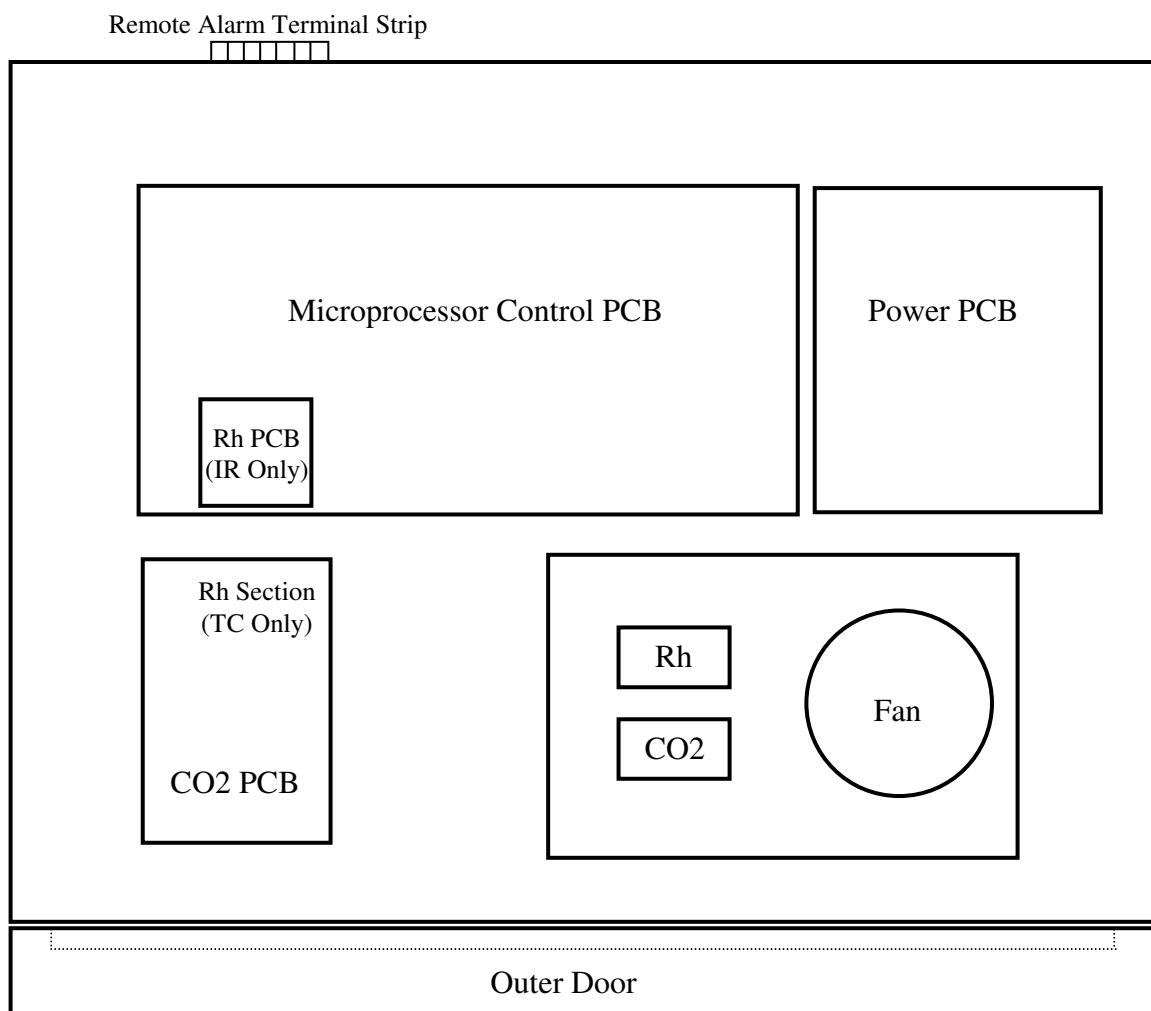 Remote Alarm Terminal Strip
Microprocessor Control PCB
Power PCB
Rh PCB
(IR Only)
Rh Section
(TC Only)
CO2 PCB
Rh
CO2
Fan
Outer Door